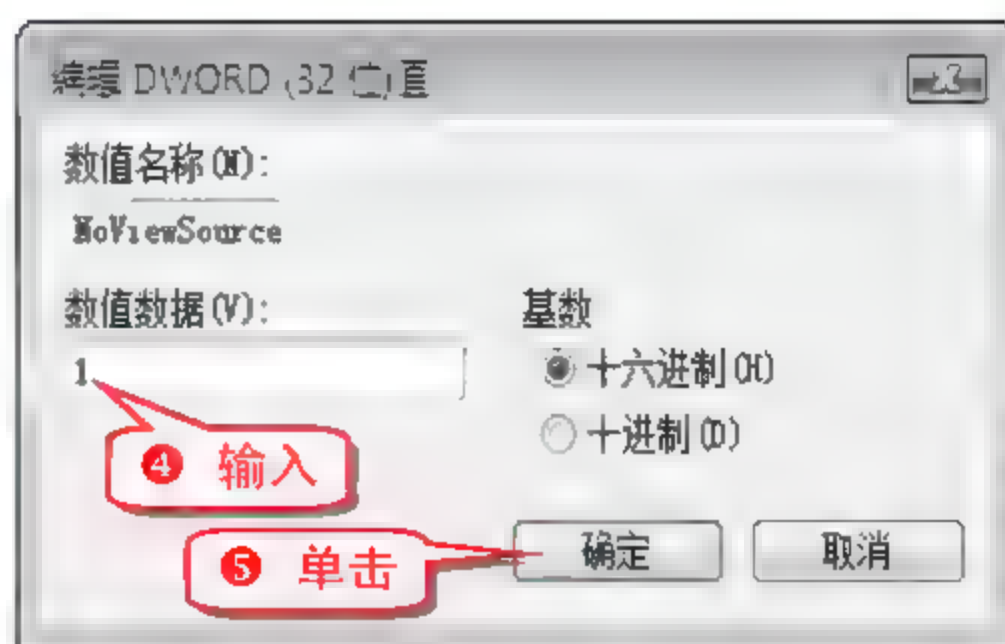 编辑 DWORD (32 位)值
数值名称(N):
NoViewSource
数值数据(V):
基数
1
十六进制(H)
十进制(D)
❹ 输入
❺ 单击
确定
取消